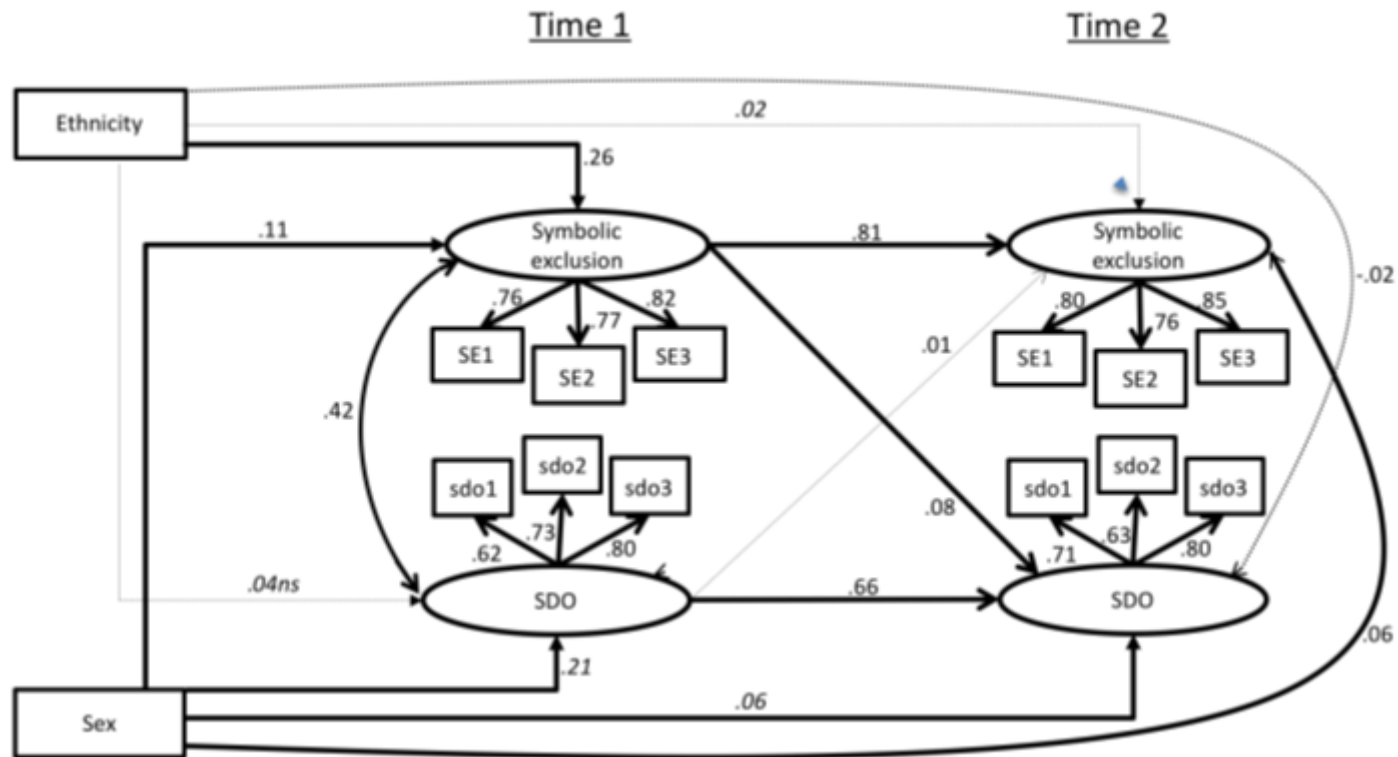 Time 1
Time 2
Ethnicity
.02
.26
.11
Symbolic
exclusion
.81
Symbolic
exclusion
-.02
.76
.77
.82
.80
.76
.85
SE1
SE2
SE3
SE1
SE2
SE3
.01
.42
sdo1
sdo2
sdo3
sdo1
sdo2
sdo3
.08
.62
.73
.80
.71
.63
.80
.04ns
SDO
.66
SDO
.06
.21
.06
Sex